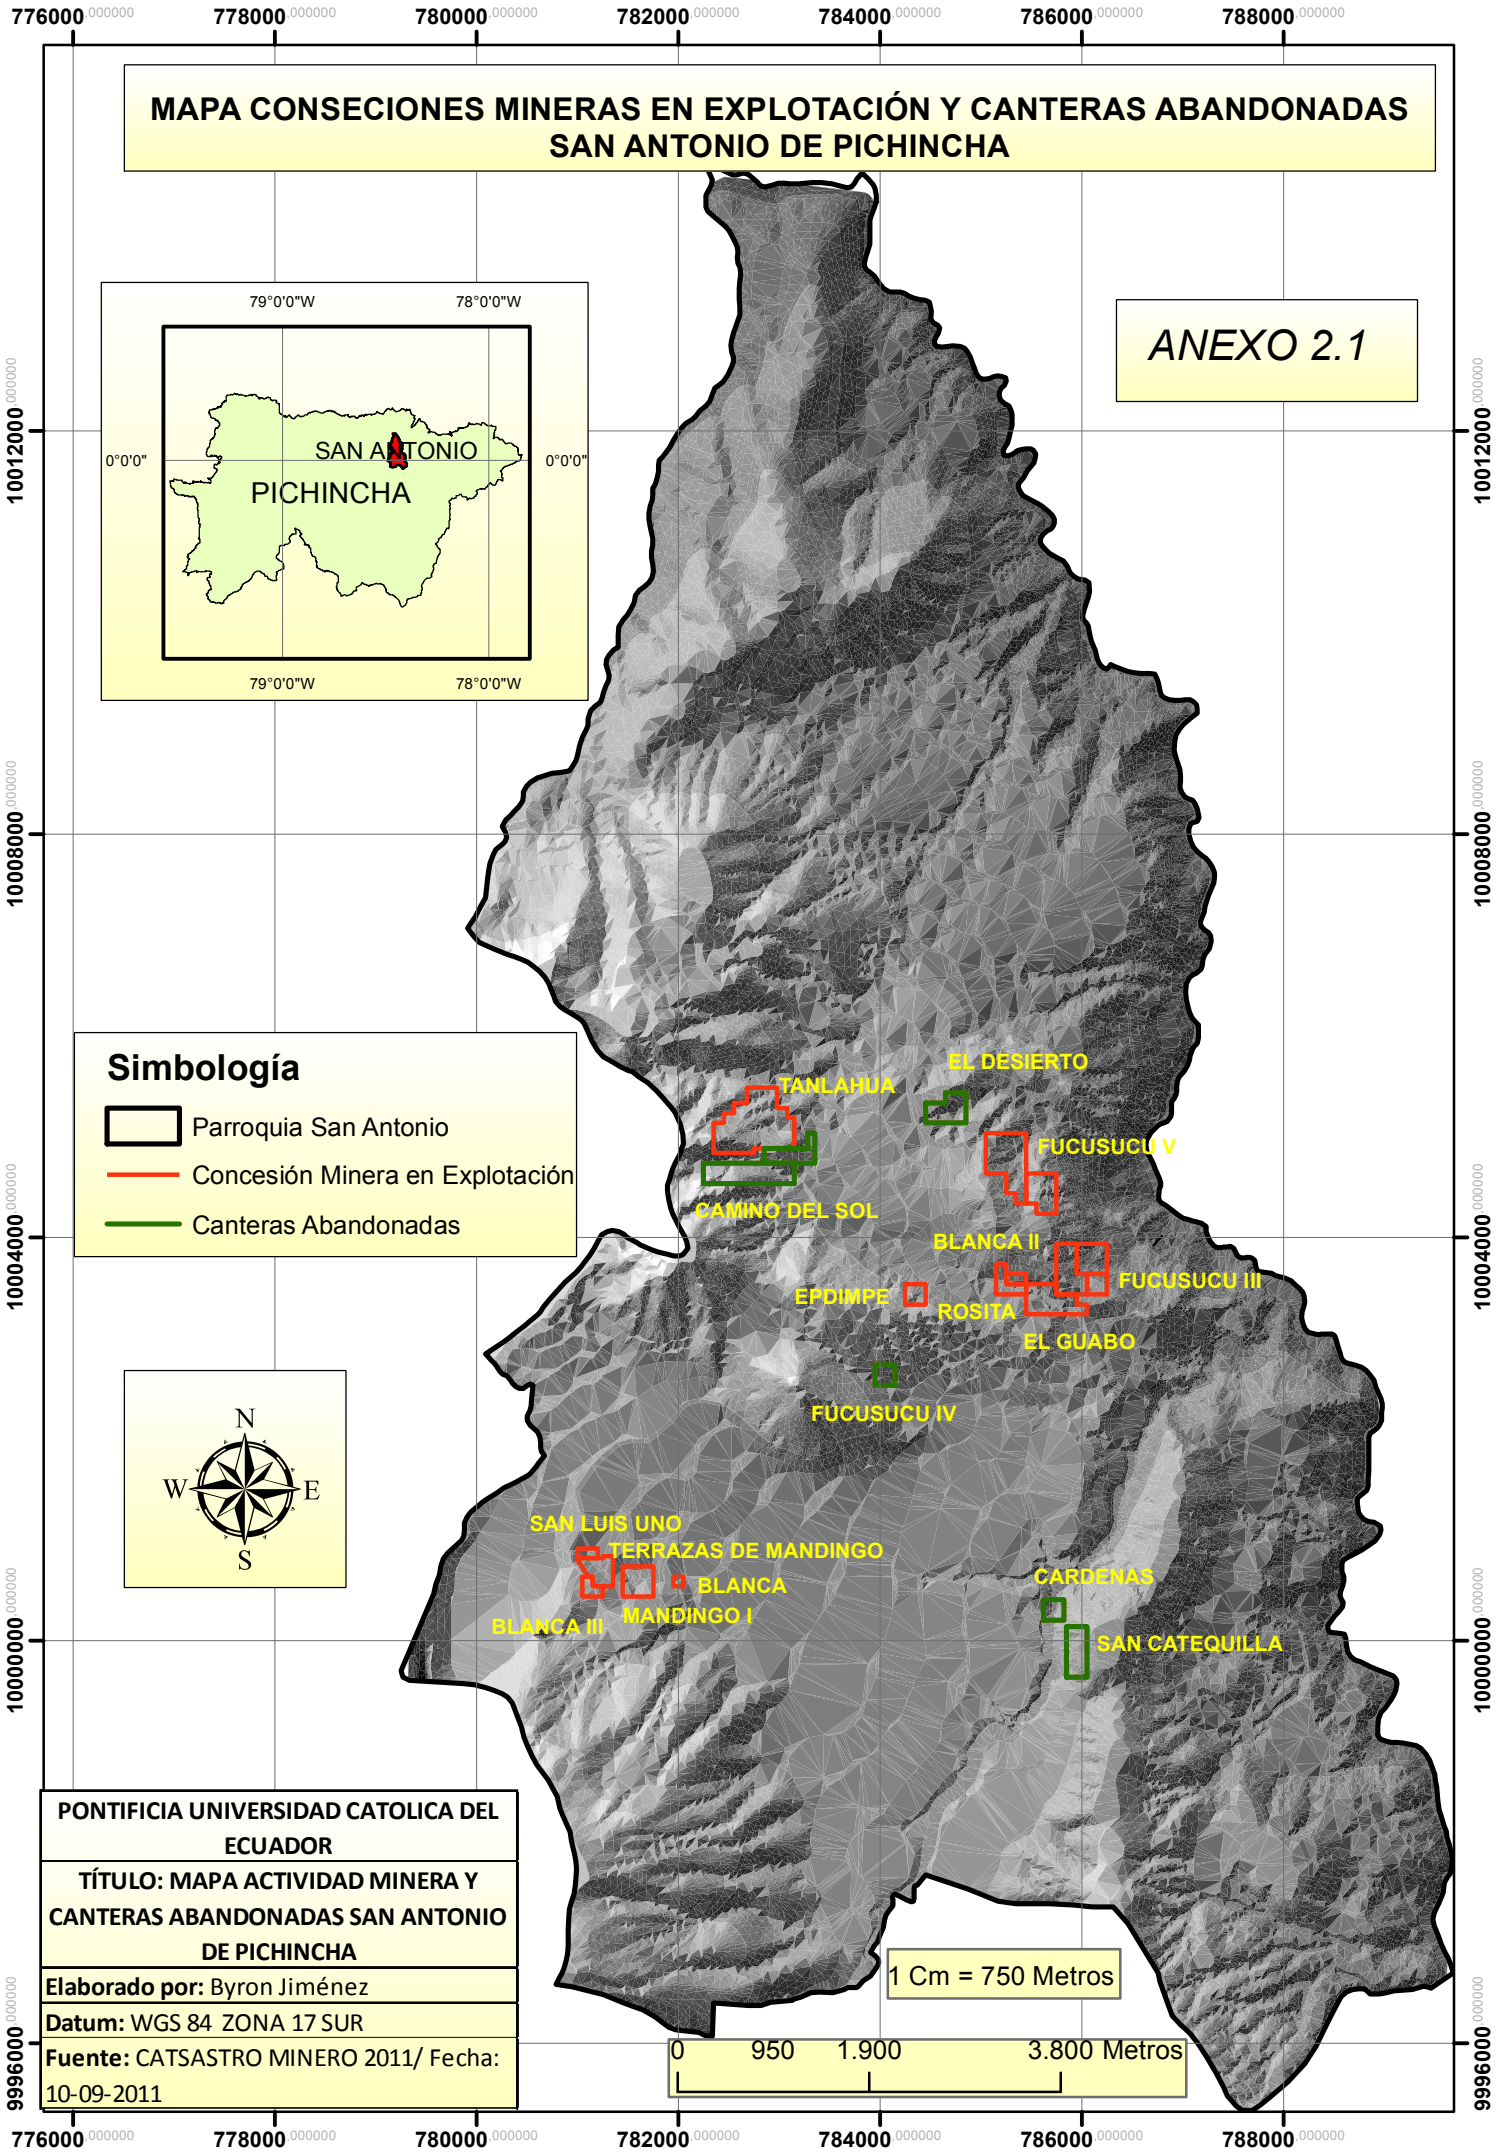 776000,000000 778000,000000 780000,000000 782000,000000 784000,000000 786000,000000 788000,000000
MAPA CONSECIONES MINERAS EN EXPLOTACIÓN Y CANTERAS ABANDONADAS
SAN ANTONIO DE PICHINCHA
ANEXO 2.1
79°0'0"W 78°0'0"W
0°0'0" 0°0'0"
SAN ANTONIO
PICHINCHA
79°0'0"W 78°0'0"W
10012000,000000 10012000,000000
10008000,000000 10008000,000000
10004000,000000 10004000,000000
10000000,000000 10000000,000000
9996000,000000 9996000,000000
Simbología
Parroquia San Antonio
Concesión Minera en Explotación
Canteras Abandonadas
EL DESIERTO
TANLAHUA
FUCUSUCU V
CAMINO DEL SOL
BLANCA II
FUCUSUCU III
EPDIMPE
ROSITA
EL GUABO
FUCUSUCU IV
N
W E
S
SAN LUIS UNO
TERRAZAS DE MANDINGO
BLANCA
MANDINGO I
BLANCA III
CARDENAS
SAN CATEQUILLA
PONTIFICIA UNIVERSIDAD CATOLICA DEL
ECUADOR
TÍTULO: MAPA ACTIVIDAD MINERA Y
CANTERAS ABANDONADAS SAN ANTONIO
DE PICHINCHA
Elaborado por: Byron Jiménez
Datum: WGS 84 ZONA 17 SUR
Fuente: CATSASTRO MINERO 2011/ Fecha:
10-09-2011
1 Cm = 750 Metros
0 950 1.900 3.800 Metros
776000,000000 778000,000000 780000,000000 782000,000000 784000,000000 786000,000000 788000,000000